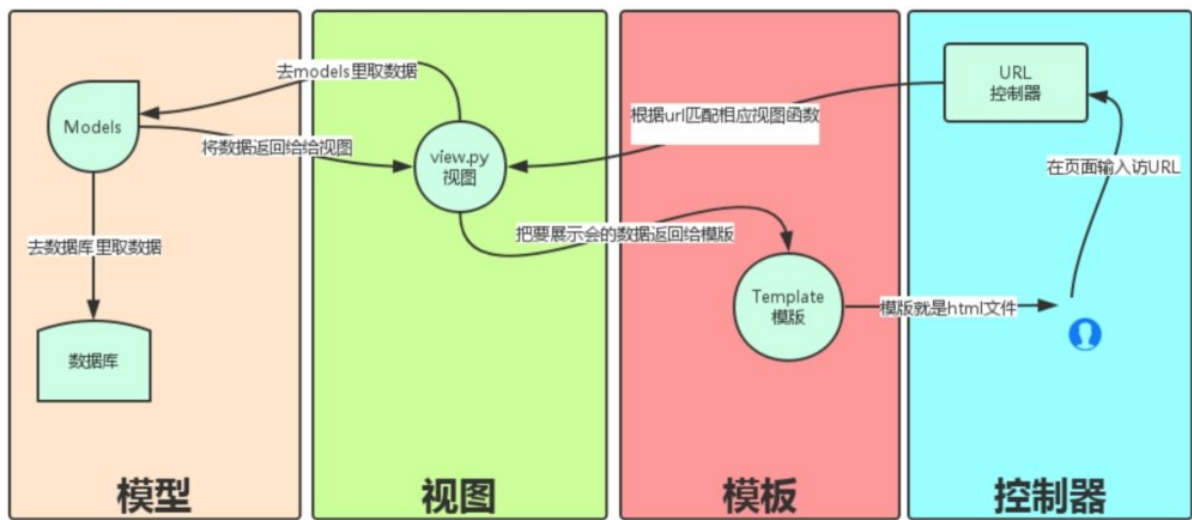 去models里取数据
URL
控制器
Models
根据url匹配相应视图函数
将数据返回给给视图
view.py
视图
在页面输入访URL
去数据库里取数据
把要展示会的数据返回给模版
Template
模版
模版就是html文件
数据库
模型
视图
模板
控制器